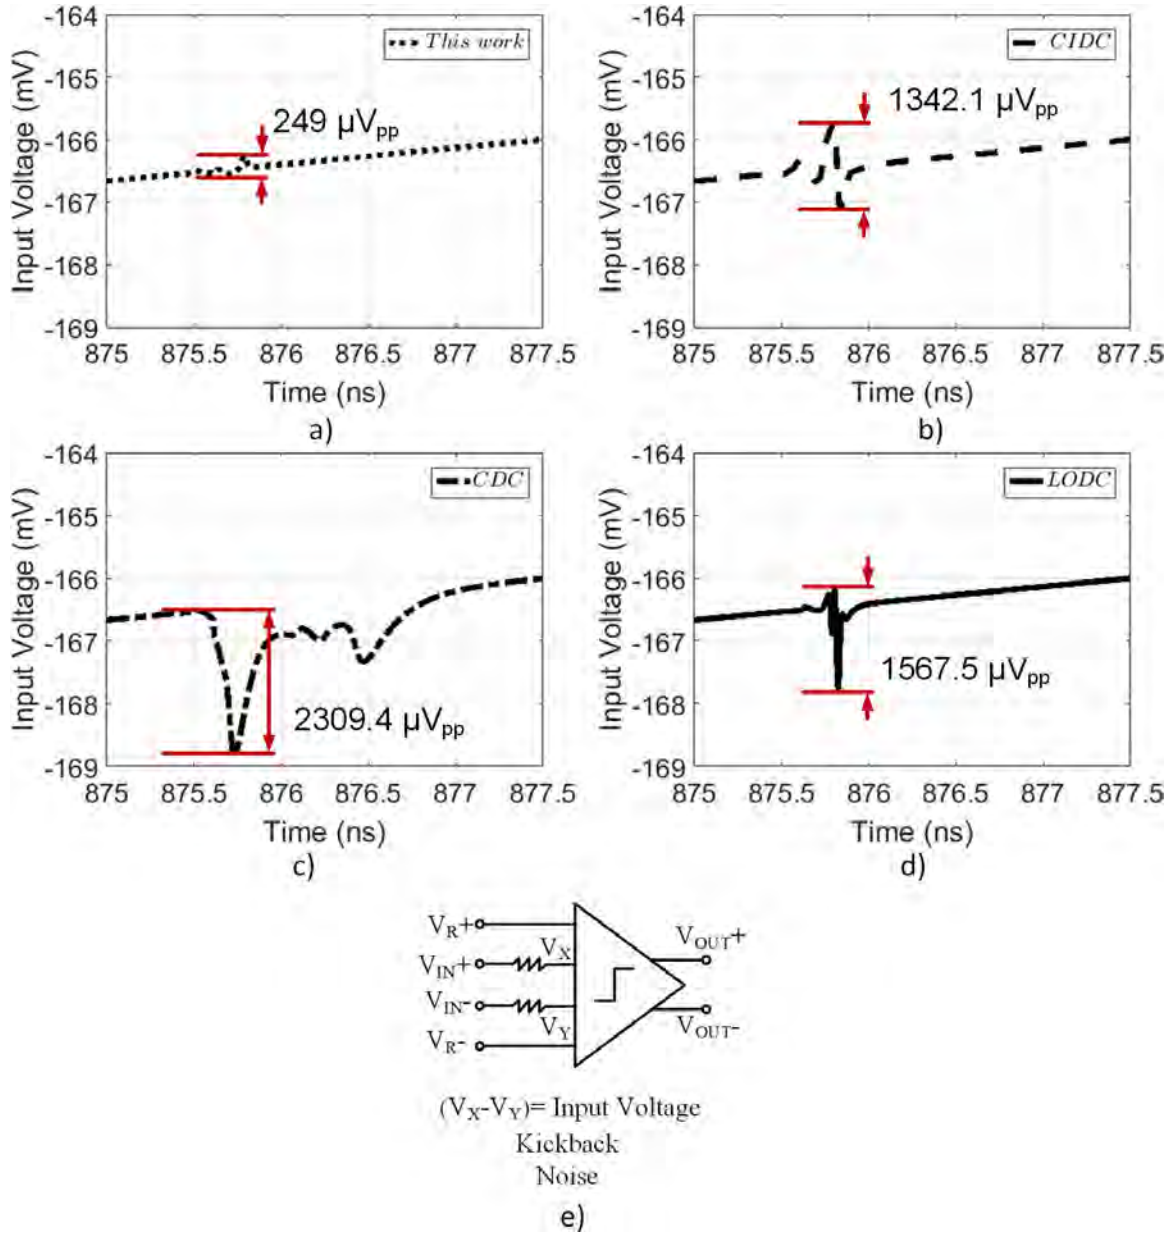 -164
-165
-166
-167
-168
-169
Input Voltage (mV)
This work
249 μVpp
875 875.5 876 876.5 877 877.5
Time (ns)
a)
-164
-165
-166
-167
-168
-169
Input Voltage (mV)
CIDC
1342.1 μVpp
875 875.5 876 876.5 877 877.5
Time (ns)
b)
-164
-165
-166
-167
-168
-169
Input Voltage (mV)
CDC
2309.4 μVpp
875 875.5 876 876.5 877 877.5
Time (ns)
c)
-164
-165
-166
-167
-168
-169
Input Voltage (mV)
LODC
1567.5 μVpp
875 875.5 876 876.5 877 877.5
Time (ns)
d)
VR+
VIN+
VIN-
VR-
VX
VY
VOUT+
VOUT-
(VX-VY)= Input Voltage
Kickback
Noise
e)